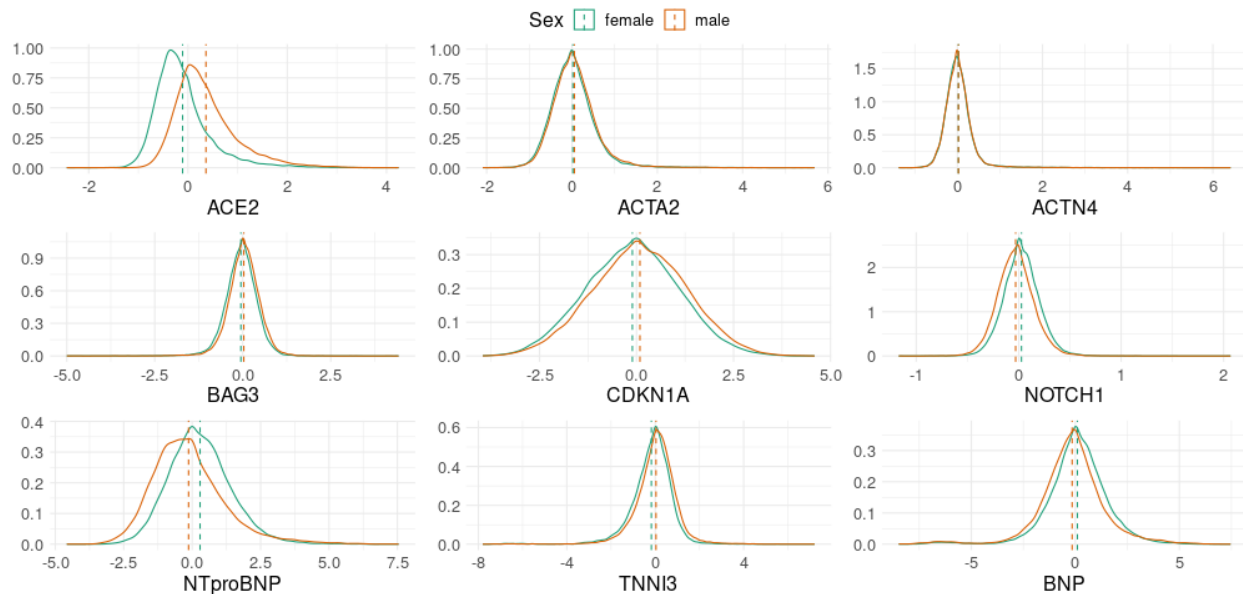 Sex female male
1.00
0.75
0.50
0.25
0.00
-2 0 2 4
ACE2
1.00
0.75
0.50
0.25
0.00
-2 0 2 4 6
ACTA2
1.5
1.0
0.5
0.0
0 2 4 6
ACTN4
0.9
0.6
0.3
0.0
-5.0 -2.5 0.0 2.5
BAG3
0.3
0.2
0.1
0.0
-2.5 0.0 2.5 5.0
CDKN1A
2
1
0
-1 0 1 2
NOTCH1
0.4
0.3
0.2
0.1
0.0
-5.0 -2.5 0.0 2.5 5.0 7.5
NTproBNP
0.6
0.4
0.2
0.0
-8 -4 0 4
TNNI3
0.3
0.2
0.1
0.0
-5 0 5
BNP